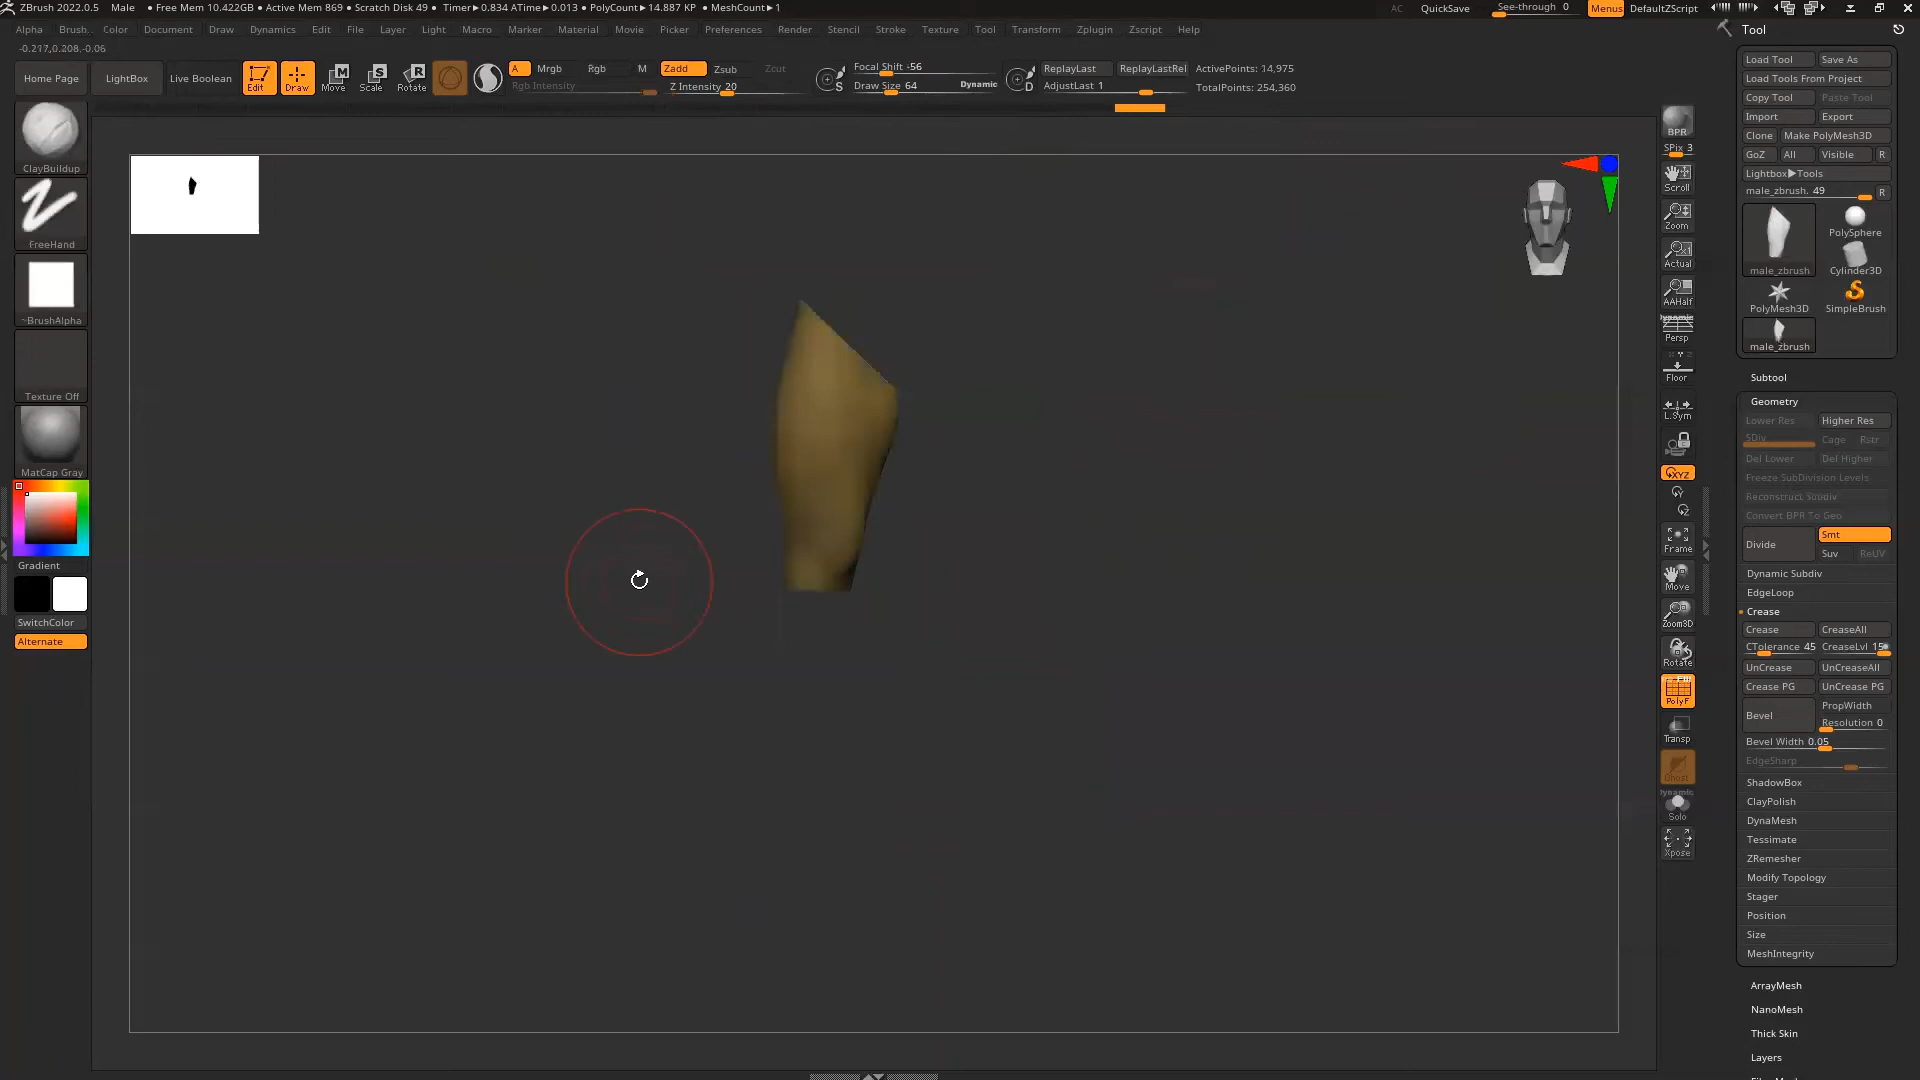 ZBrush 2022.0.5 Male • Free Mem 10.422GB • Active Mem 869 • Scratch Disk 49 • Timer▸0.834 ATime▸0.013 • PolyCount▸14.887 KP • MeshCount▸1
AC QuickSave See-through 0 Menus DefaultZScript
Alpha Brush Color Document Draw Dynamics Edit File Layer Light Macro Marker Material Movie Picker Preferences Render Stencil Stroke Texture Tool Transform Zplugin Zscript Help
Tool
-0.217,0.208,-0.06
Home Page LightBox Live Boolean
Edit Draw Move Scale Rotate
A Mrgb Rgb M
Rgb Intensity
Zadd Zsub Zcut
Z Intensity 20
S
Focal Shift -56
Draw Size 64 Dynamic
D
ReplayLast ReplayLastRel
AdjustLast 1
ActivePoints: 14,975
TotalPoints: 254,360
ClayBuildup
FreeHand
~BrushAlpha
Texture Off
MatCap Gray
Gradient
SwitchColor
Alternate
BPR
SPix 3
Scroll
Zoom
Actual
AAHalf
Dynamic
Persp
Floor
L.Sym
XYZ
Y
Z
Frame
Move
Zoom3D
Rotate
PolyF
Transp
Ghost
Dynamic
Solo
Xpose
Load Tool Save As
Load Tools From Project
Copy Tool Paste Tool
Import Export
Clone Make PolyMesh3D
GoZ All Visible R
Lightbox▸Tools
male_zbrush. 49 R
male_zbrush PolySphere
Cylinder3D
PolyMesh3D SimpleBrush
male_zbrush
Subtool
Geometry
Lower Res Higher Res
SDiv Cage Rstr
Del Lower Del Higher
Freeze SubDivision Levels
Reconstruct Subdiv
Convert BPR To Geo
Divide Smt
Suv ReUV
Dynamic Subdiv
EdgeLoop
Crease
Crease CreaseAll
CTolerance 45 CreaseLvl 15
UnCrease UnCreaseAll
Crease PG UnCrease PG
Bevel PropWidth
Resolution 0
Bevel Width 0.05
EdgeSharp
ShadowBox
ClayPolish
DynaMesh
Tessimate
ZRemesher
Modify Topology
Stager
Position
Size
MeshIntegrity
ArrayMesh
NanoMesh
Thick Skin
Layers